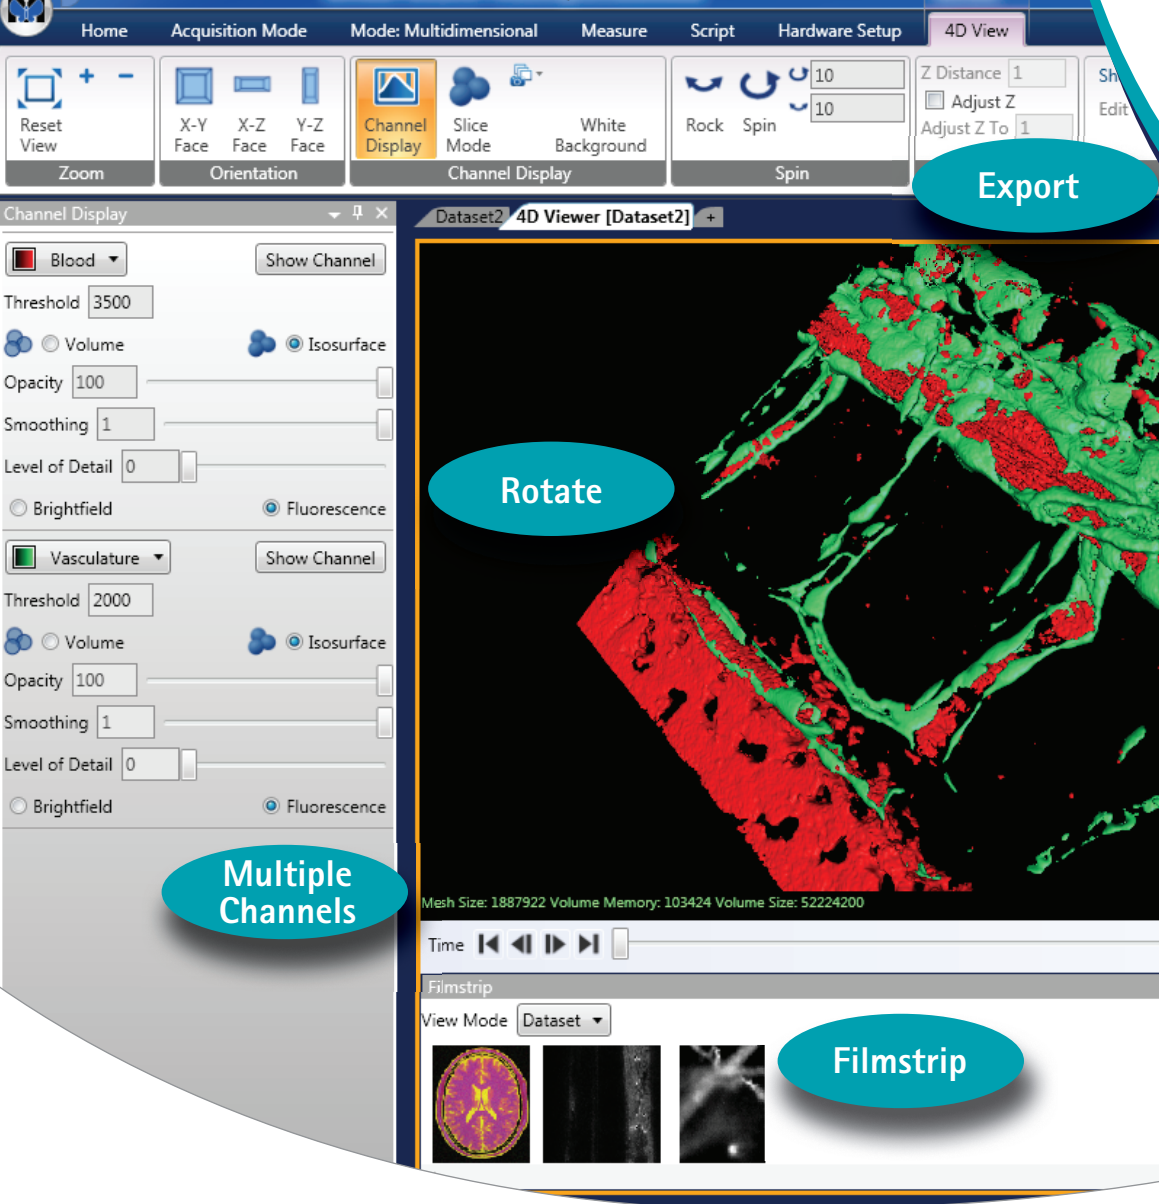 Home Acquisition Mode Mode: Multidimensional Measure Script Hardware Setup 4D View
Reset
View
Zoom
X-Y
Face
X-Z
Face
Y-Z
Face
Orientation
Channel
Display
Slice
Mode
White
Background
Channel Display
Rock
Spin
10
10
Spin
Z Distance 1
Adjust Z
Adjust Z To 1
Edit
Export
Channel Display
Dataset2 4D Viewer [Dataset2] +
Blood Show Channel
Threshold 3500
Volume Isosurface
Opacity 100
Smoothing 1
Level of Detail 0
Brightfield Fluorescence
Vasculature Show Channel
Threshold 2000
Volume Isosurface
Opacity 100
Smoothing 1
Level of Detail 0
Brightfield Fluorescence
Rotate
Multiple
Channels
Mesh Size: 1887922 Volume Memory: 103424 Volume Size: 52224200
Time
Filmstrip
View Mode Dataset
Filmstrip